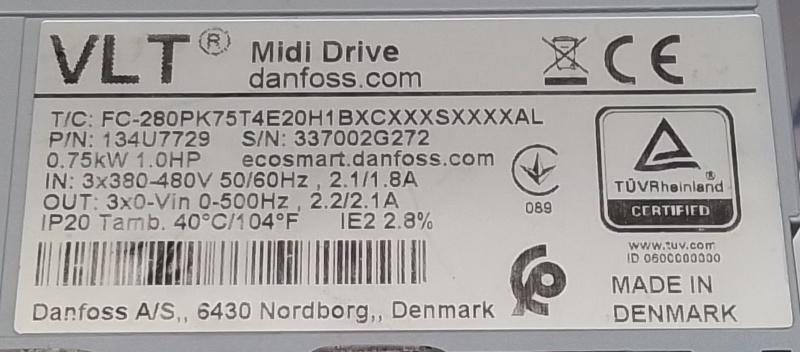 VLT® Midi Drive
danfoss.com
CE
T/C: FC-280PK75T4E20H1BXCXXXSXXXXAL
P/N: 134U7729 S/N: 337002G272
0.75kW 1.0HP ecosmart.danfoss.com
IN: 3x380-480V 50/60Hz , 2.1/1.8A
OUT: 3x0-Vin 0-500Hz , 2.2/2.1A
IP20 Tamb. 40°C/104°F IE2 2.8%
089
TÜVRheinland®
CERTIFIED
www.tuv.com
ID 0600000000
MADE IN
DENMARK
Danfoss A/S,, 6430 Nordborg,, Denmark